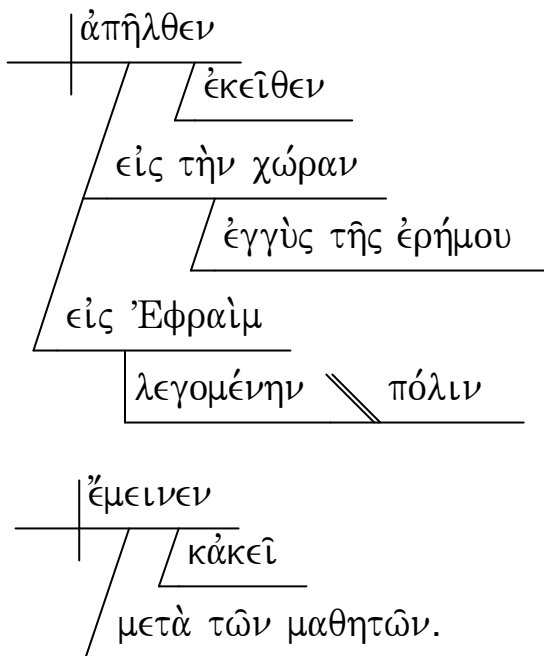 ἀπῆλθεν
ἐκεῖθεν
εἰς τὴν χώραν
ἐγγὺς τῆς ἐρήμου
εἰς Ἐφραὶμ
λεγομένην πόλιν
ἔμεινεν
κἀκεῖ
μετὰ τῶν μαθητῶν.